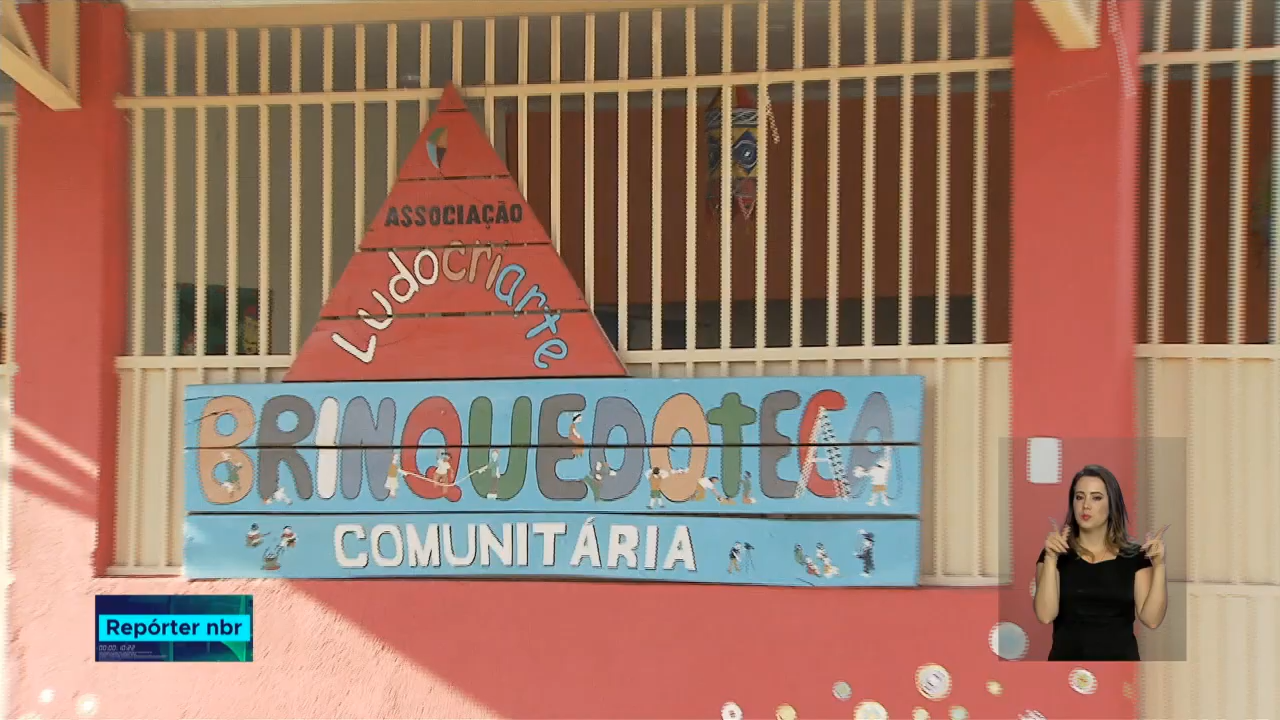 ASSOCIAÇÃO
Ludocriarte
BRINQUEDOTECA
COMUNITÁRIA
Repórter nbr